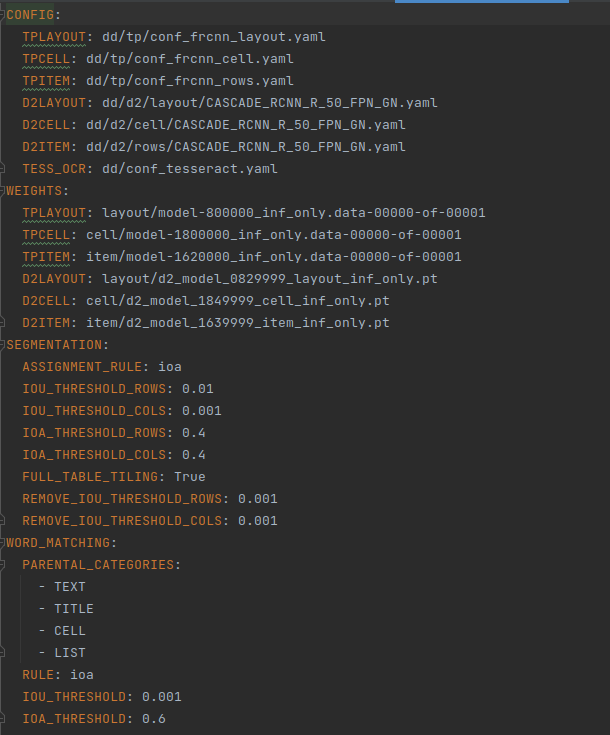 CONFIG:
  TPLAYOUT: dd/tp/conf_frcnn_layout.yaml
  TPCELL: dd/tp/conf_frcnn_cell.yaml
  TPITEM: dd/tp/conf_frcnn_rows.yaml
  D2LAYOUT: dd/d2/layout/CASCADE_RCNN_R_50_FPN_GN.yaml
  D2CELL: dd/d2/cell/CASCADE_RCNN_R_50_FPN_GN.yaml
  D2ITEM: dd/d2/rows/CASCADE_RCNN_R_50_FPN_GN.yaml
  TESS_OCR: dd/conf_tesseract.yaml
WEIGHTS:
  TPLAYOUT: layout/model-800000_inf_only.data-00000-of-00001
  TPCELL: cell/model-1800000_inf_only.data-00000-of-00001
  TPITEM: item/model-1620000_inf_only.data-00000-of-00001
  D2LAYOUT: layout/d2_model_0829999_layout_inf_only.pt
  D2CELL: cell/d2_model_1849999_cell_inf_only.pt
  D2ITEM: item/d2_model_1639999_item_inf_only.pt
SEGMENTATION:
  ASSIGNMENT_RULE: ioa
  IOU_THRESHOLD_ROWS: 0.01
  IOU_THRESHOLD_COLS: 0.001
  IOA_THRESHOLD_ROWS: 0.4
  IOA_THRESHOLD_COLS: 0.4
  FULL_TABLE_TILING: True
  REMOVE_IOU_THRESHOLD_ROWS: 0.001
  REMOVE_IOU_THRESHOLD_COLS: 0.001
WORD_MATCHING:
  PARENTAL_CATEGORIES:
    - TEXT
    - TITLE
    - CELL
    - LIST
  RULE: ioa
  IOU_THRESHOLD: 0.001
  IOA_THRESHOLD: 0.6